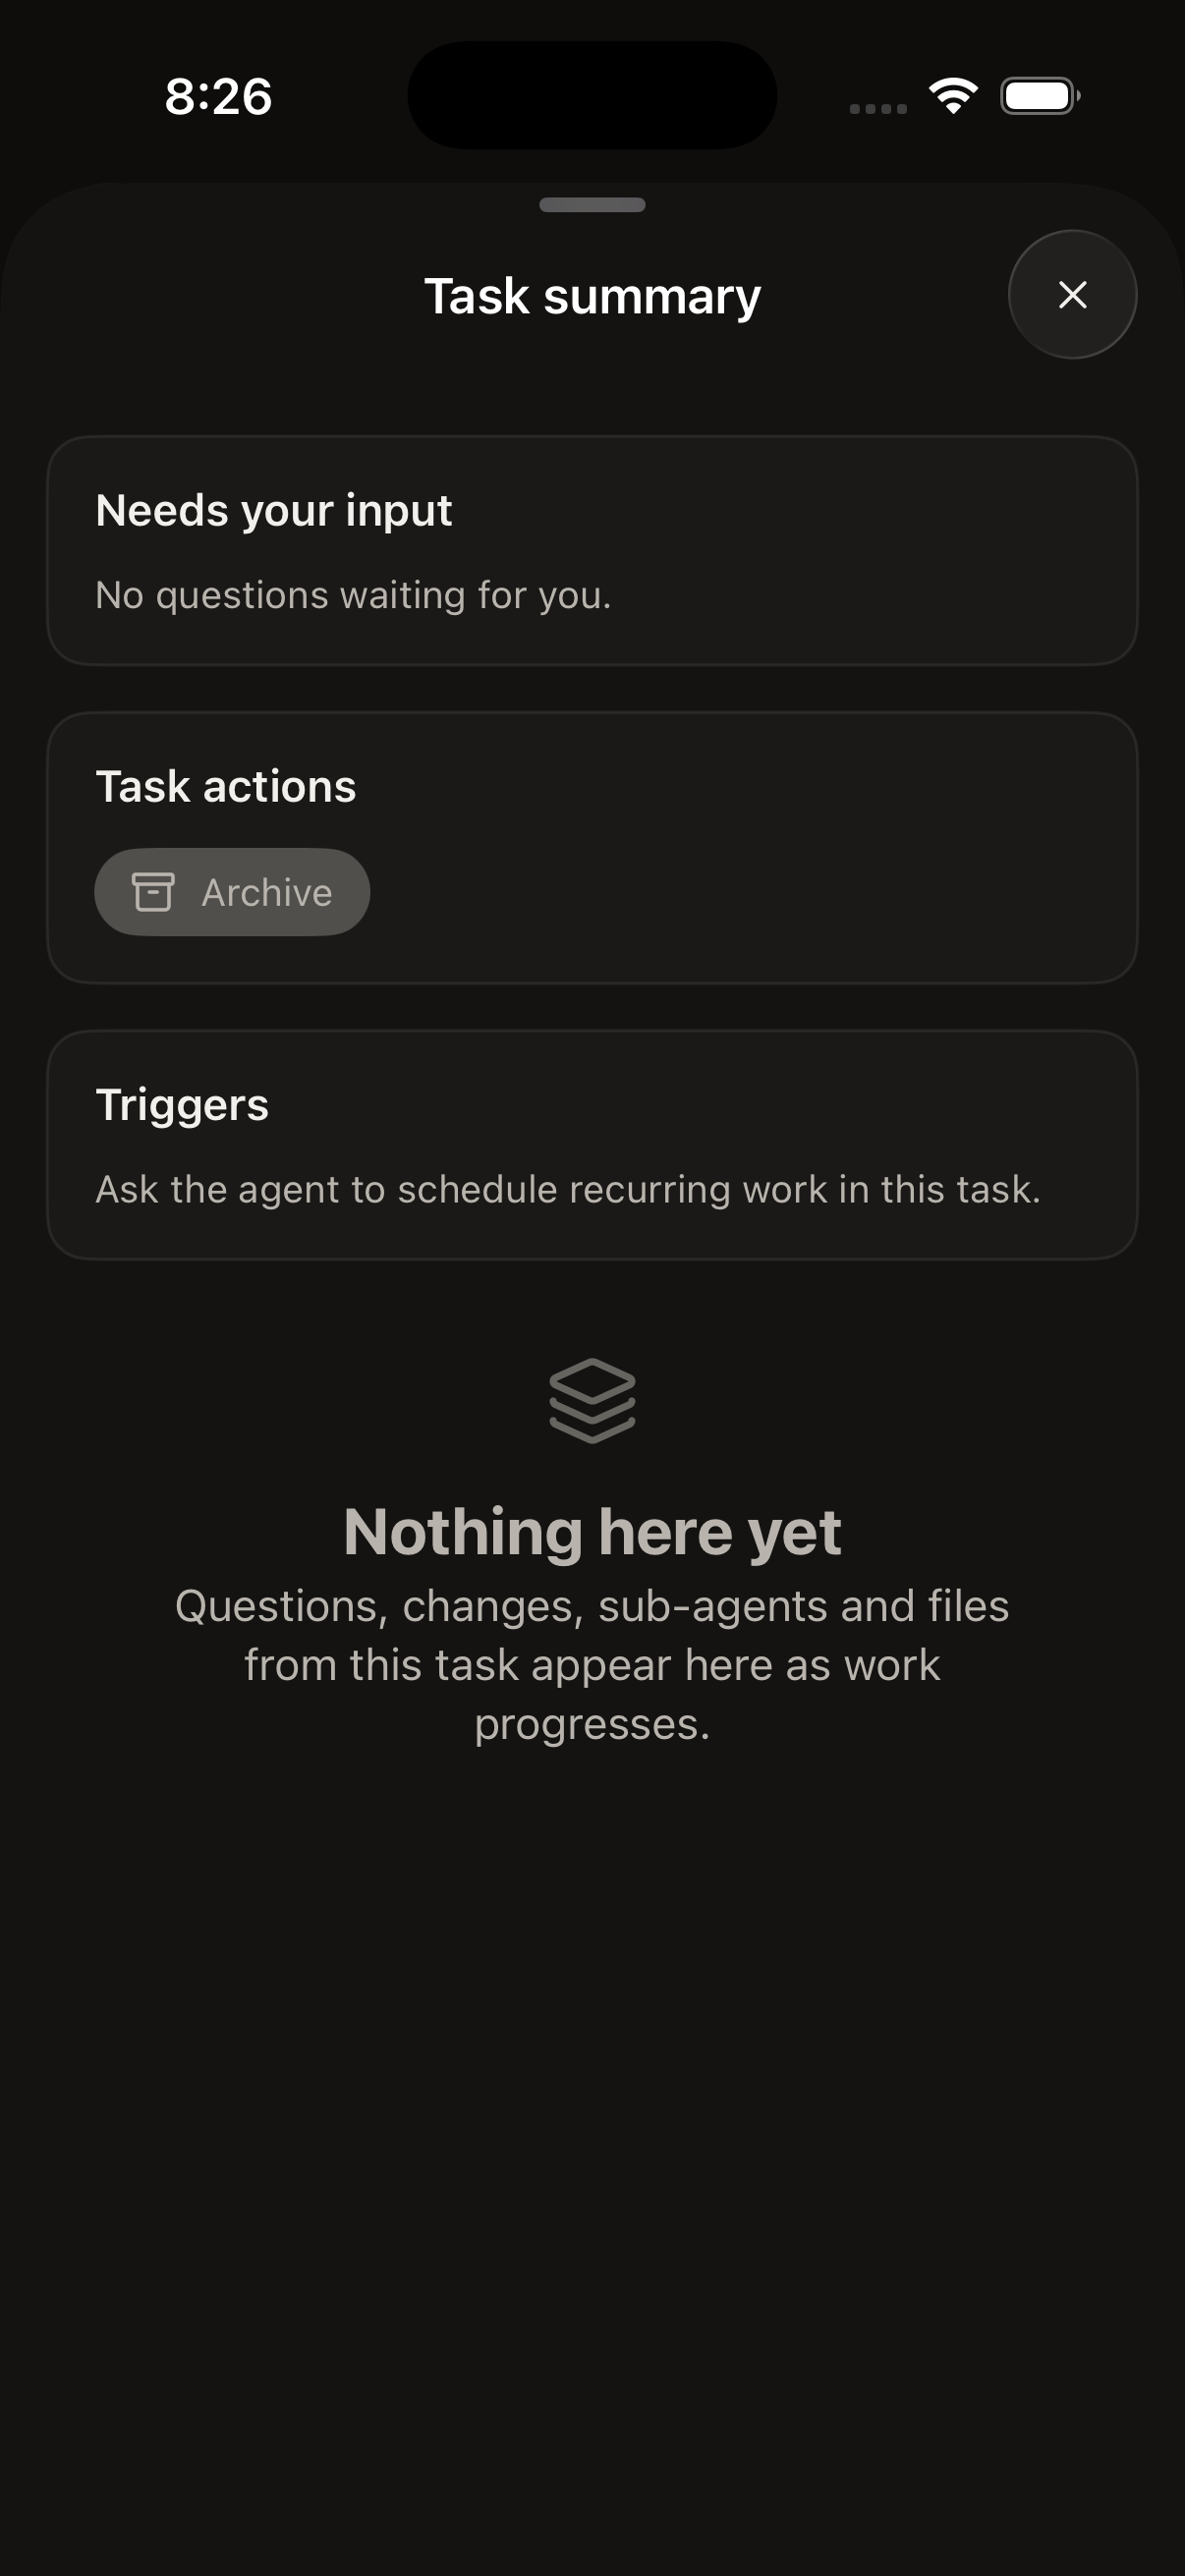 8:26
Task summary
Needs your input
No questions waiting for you.
Task actions
Archive
Triggers
Ask the agent to schedule recurring work in this task.
Nothing here yet
Questions, changes, sub-agents and files
from this task appear here as work
progresses.